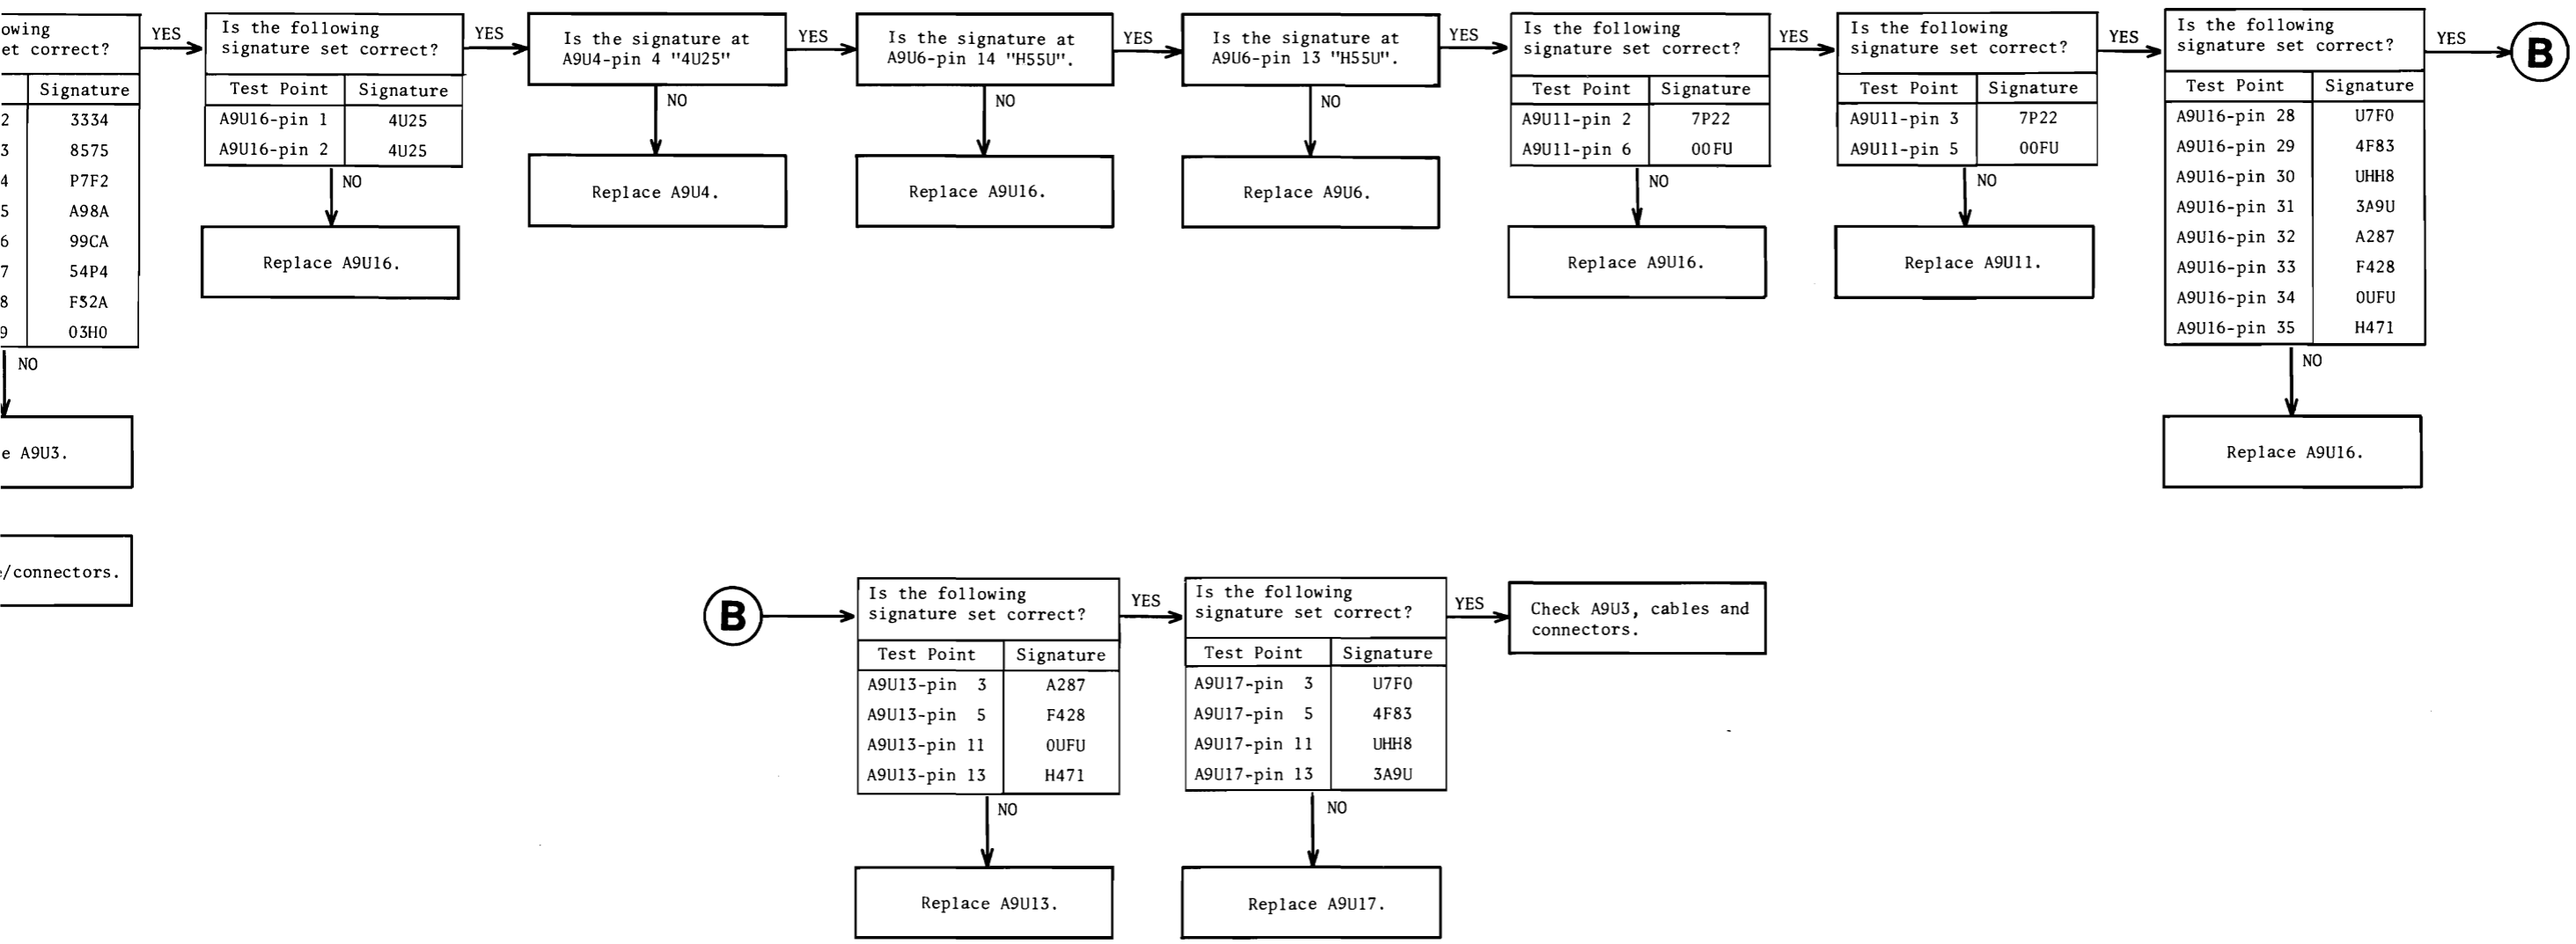 owing
et correct?
Signature
2 3334
3 8575
4 P7F2
5 A98A
6 99CA
7 54P4
8 F52A
9 03H0
NO
e A9U3.
/connectors.
YES
Is the following
signature set correct?
Test Point Signature
A9U16-pin 1 4U25
A9U16-pin 2 4U25
NO
Replace A9U16.
YES
Is the signature at
A9U4-pin 4 "4U25"
NO
Replace A9U4.
YES
Is the signature at
A9U6-pin 14 "H55U".
NO
Replace A9U16.
YES
Is the signature at
A9U6-pin 13 "H55U".
NO
Replace A9U6.
YES
Is the following
signature set correct?
Test Point Signature
A9U11-pin 2 7P22
A9U11-pin 6 00FU
NO
Replace A9U16.
YES
Is the following
signature set correct?
Test Point Signature
A9U11-pin 3 7P22
A9U11-pin 5 00FU
NO
Replace A9U11.
YES
Is the following
signature set correct?
Test Point Signature
A9U16-pin 28 U7F0
A9U16-pin 29 4F83
A9U16-pin 30 UHH8
A9U16-pin 31 3A9U
A9U16-pin 32 A287
A9U16-pin 33 F428
A9U16-pin 34 0UFU
A9U16-pin 35 H471
NO
Replace A9U16.
YES
B
B
Is the following
signature set correct?
Test Point Signature
A9U13-pin 3 A287
A9U13-pin 5 F428
A9U13-pin 11 0UFU
A9U13-pin 13 H471
NO
Replace A9U13.
YES
Is the following
signature set correct?
Test Point Signature
A9U17-pin 3 U7F0
A9U17-pin 5 4F83
A9U17-pin 11 UHH8
A9U17-pin 13 3A9U
NO
Replace A9U17.
YES
Check A9U3, cables and
connectors.